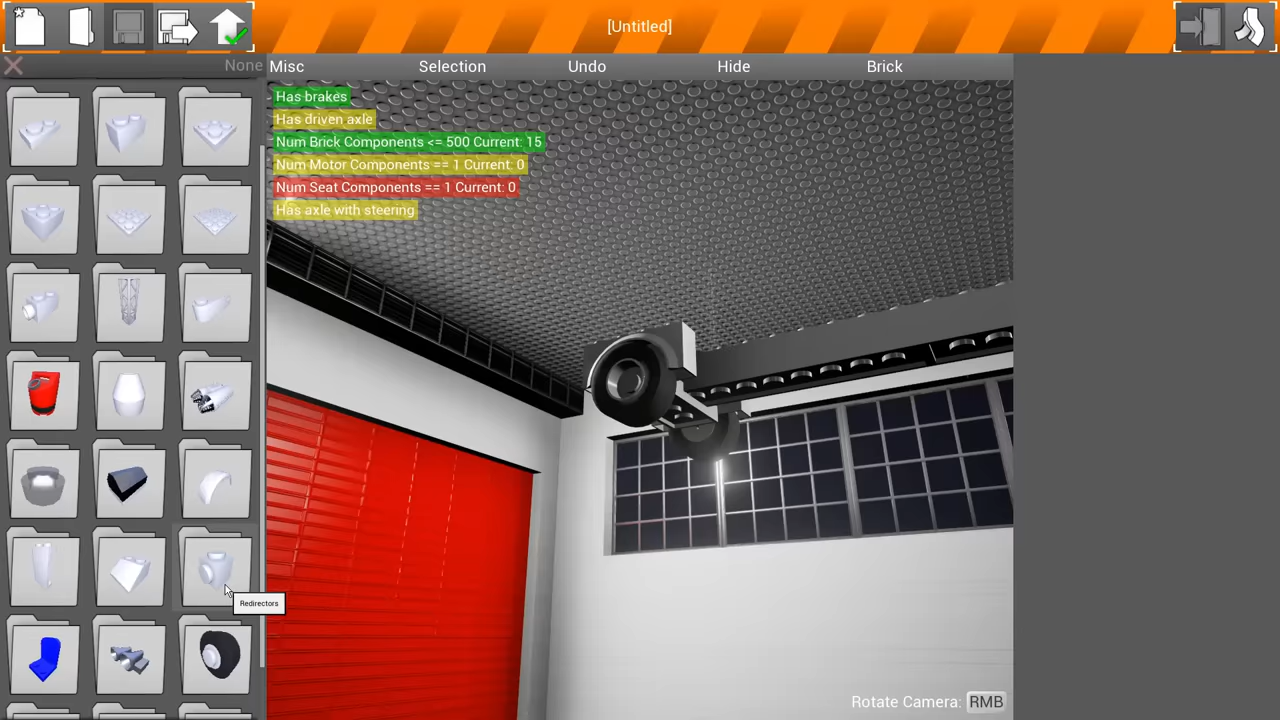 [Untitled]
None
Misc Selection Undo Hide Brick
Has brakes
Has driven axle
Num Brick Components <= 500 Current: 15
Num Motor Components == 1 Current: 0
Num Seat Components == 1 Current: 0
Has axle with steering
Redirectors
Rotate Camera: RMB